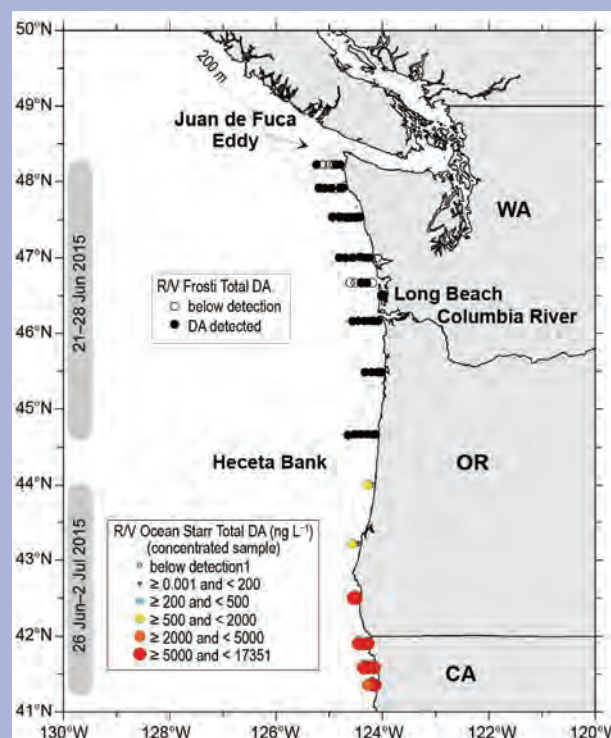 50°N
200 m
49°N
Juan de Fuca
Eddy
48°N
WA
47°N
21–28 Jun 2015
R/V Frosti Total DA
below detection
DA detected
Long Beach
Columbia River
46°N
45°N
Heceta Bank
OR
44°N
26 Jun–2 Jul 2015
R/V Ocean Starr Total DA (ng L⁻¹)
(concentrated sample)
below detection1
≥ 0.001 and < 200
≥ 200 and < 500
≥ 500 and < 2000
≥ 2000 and < 5000
≥ 5000 and < 17351
43°N
42°N
CA
41°N
130°W 128°W 126°W 124°W 122°W 120°W